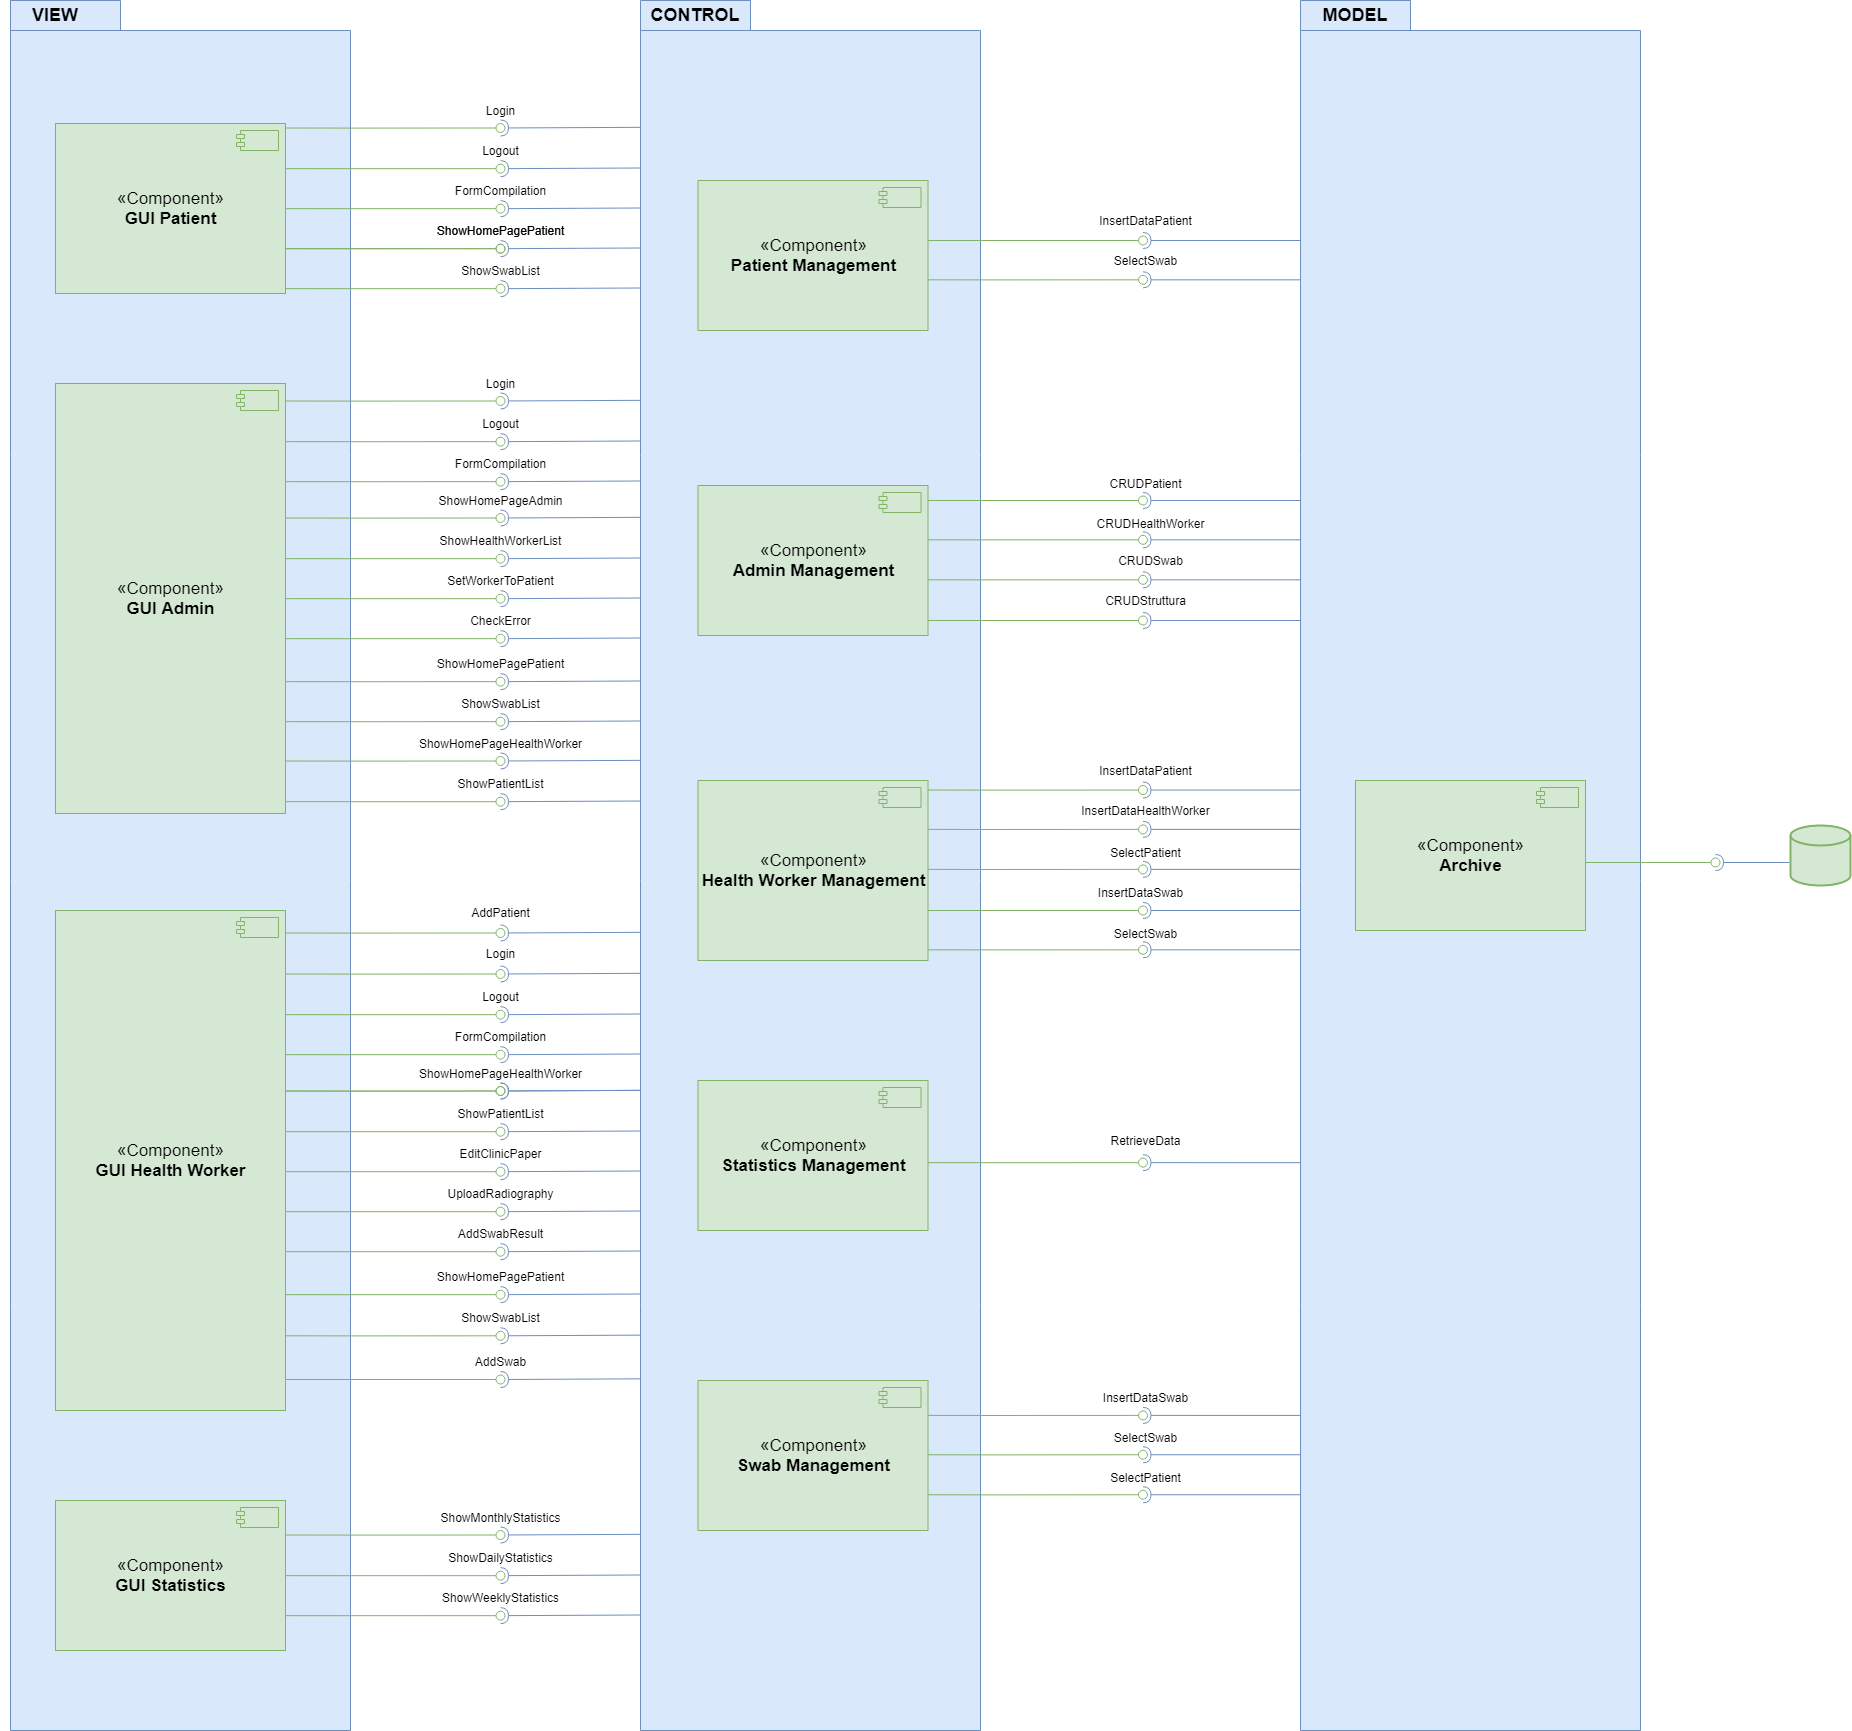 VIEW
CONTROL
MODEL
«Component»
GUI Patient
Login
Logout
FormCompilation
ShowHomePagePatient
ShowSwabList
«Component»
GUI Admin
Login
Logout
FormCompilation
ShowHomePageAdmin
ShowHealthWorkerList
SetWorkerToPatient
CheckError
ShowHomePagePatient
ShowSwabList
ShowHomePageHealthWorker
ShowPatientList
«Component»
GUI Health Worker
AddPatient
Login
Logout
FormCompilation
ShowHomePageHealthWorker
ShowPatientList
EditClinicPaper
UploadRadiography
AddSwabResult
ShowHomePagePatient
ShowSwabList
AddSwab
«Component»
GUI Statistics
ShowMonthlyStatistics
ShowDailyStatistics
ShowWeeklyStatistics
«Component»
Patient Management
InsertDataPatient
SelectSwab
«Component»
Admin Management
CRUDPatient
CRUDHealthWorker
CRUDSwab
CRUDStruttura
«Component»
Health Worker Management
InsertDataPatient
InsertDataHealthWorker
SelectPatient
InsertDataSwab
SelectSwab
«Component»
Statistics Management
RetrieveData
«Component»
Swab Management
InsertDataSwab
SelectSwab
SelectPatient
«Component»
Archive